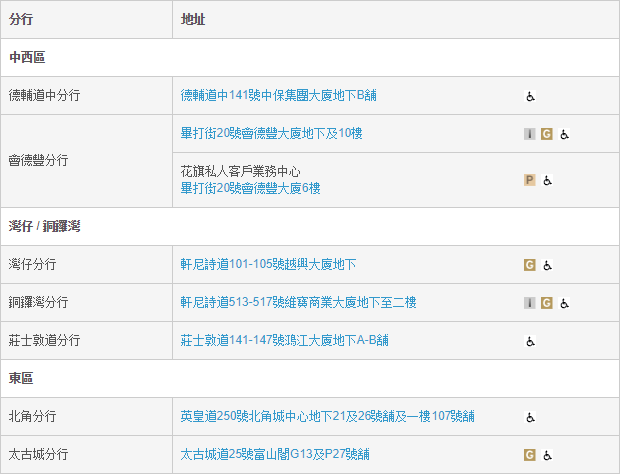 分行 地址
中西區
德輔道中分行 德輔道中141號中保集團大廈地下B舖
會德豐分行 畢打街20號會德豐大廈地下及10樓 i G
花旗私人客戶業務中心
畢打街20號會德豐大廈6樓 P
灣仔 / 銅鑼灣
灣仔分行 軒尼詩道101-105號越興大廈地下 G
銅鑼灣分行 軒尼詩道513-517號維寶商業大廈地下至二樓 i G
莊士敦道分行 莊士敦道141-147號鴻江大廈地下A-B舖
東區
北角分行 英皇道250號北角城中心地下21及26號舖及一樓107號舖
太古城分行 太古城道25號富山閣G13及P27號舖 G